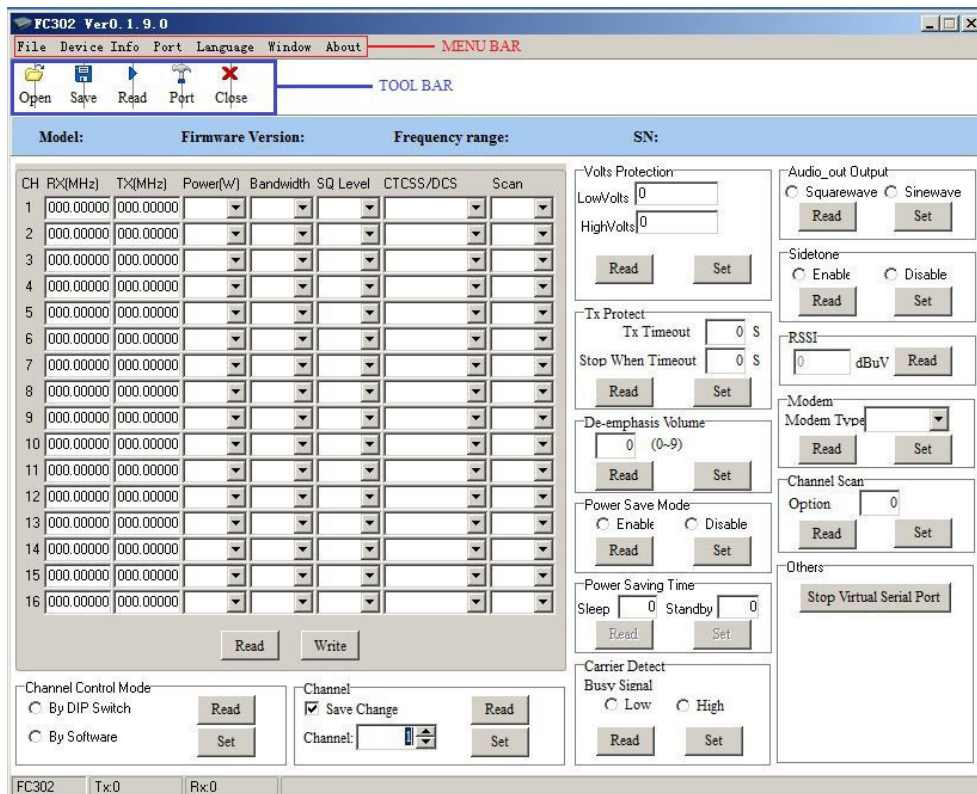 FC302 Ver0.1.9.0
File Device Info Port Language Window About
MENU BAR
Open Save Read Port Close
TOOL BAR
Model: Firmware Version: Frequency range: SN:
CH RX(MHz) TX(MHz) Power(W) Bandwidth SQ Level CTCSS/DCS Scan
1 000.00000 000.00000
2 000.00000 000.00000
3 000.00000 000.00000
4 000.00000 000.00000
5 000.00000 000.00000
6 000.00000 000.00000
7 000.00000 000.00000
8 000.00000 000.00000
9 000.00000 000.00000
10 000.00000 000.00000
11 000.00000 000.00000
12 000.00000 000.00000
13 000.00000 000.00000
14 000.00000 000.00000
15 000.00000 000.00000
16 000.00000 000.00000
Read Write
Channel Control Mode
By DIP Switch Read
By Software Set
Channel
Save Change Read
Channel: 1 Set
Volts Protection
LowVolts 0
HighVolts 0
Read Set
Tx Protect
Tx Timeout 0 S
Stop When Timeout 0 S
Read Set
De-emphasis Volume
0 (0~9)
Read Set
Power Save Mode
Enable Disable
Read Set
Power Saving Time
Sleep 0 Standby 0
Read Set
Carrier Detect
Busy Signal
Low High
Read Set
Audio_out Output
Squarewave Sinewave
Read Set
Sidetone
Enable Disable
Read Set
RSSI
0 dBuV Read
Modem
Modem Type
Read Set
Channel Scan
Option 0
Read Set
Others
Stop Virtual Serial Port
FC302 Tx:0 Rx:0